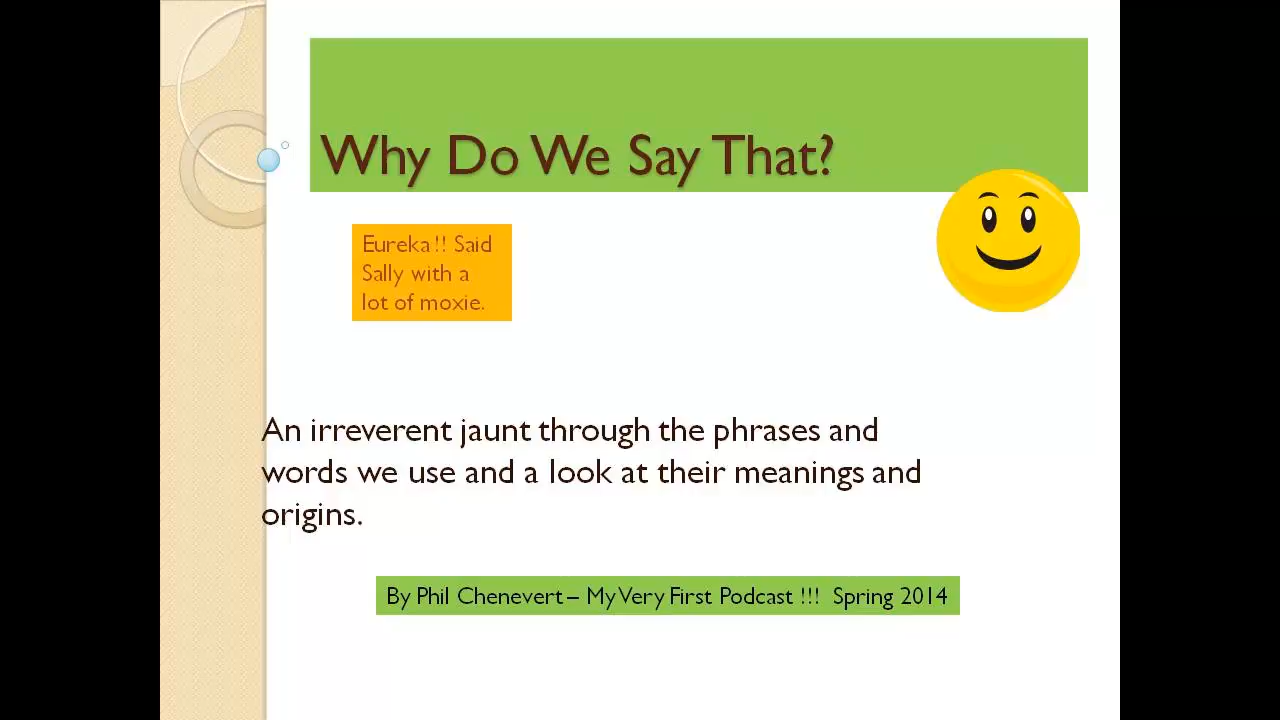 Why Do We Say That?
Eureka !! Said
Sally with a
lot of moxie.
An irreverent jaunt through the phrases and
words we use and a look at their meanings and
origins.
By Phil Chenevert – My Very First Podcast !!! Spring 2014